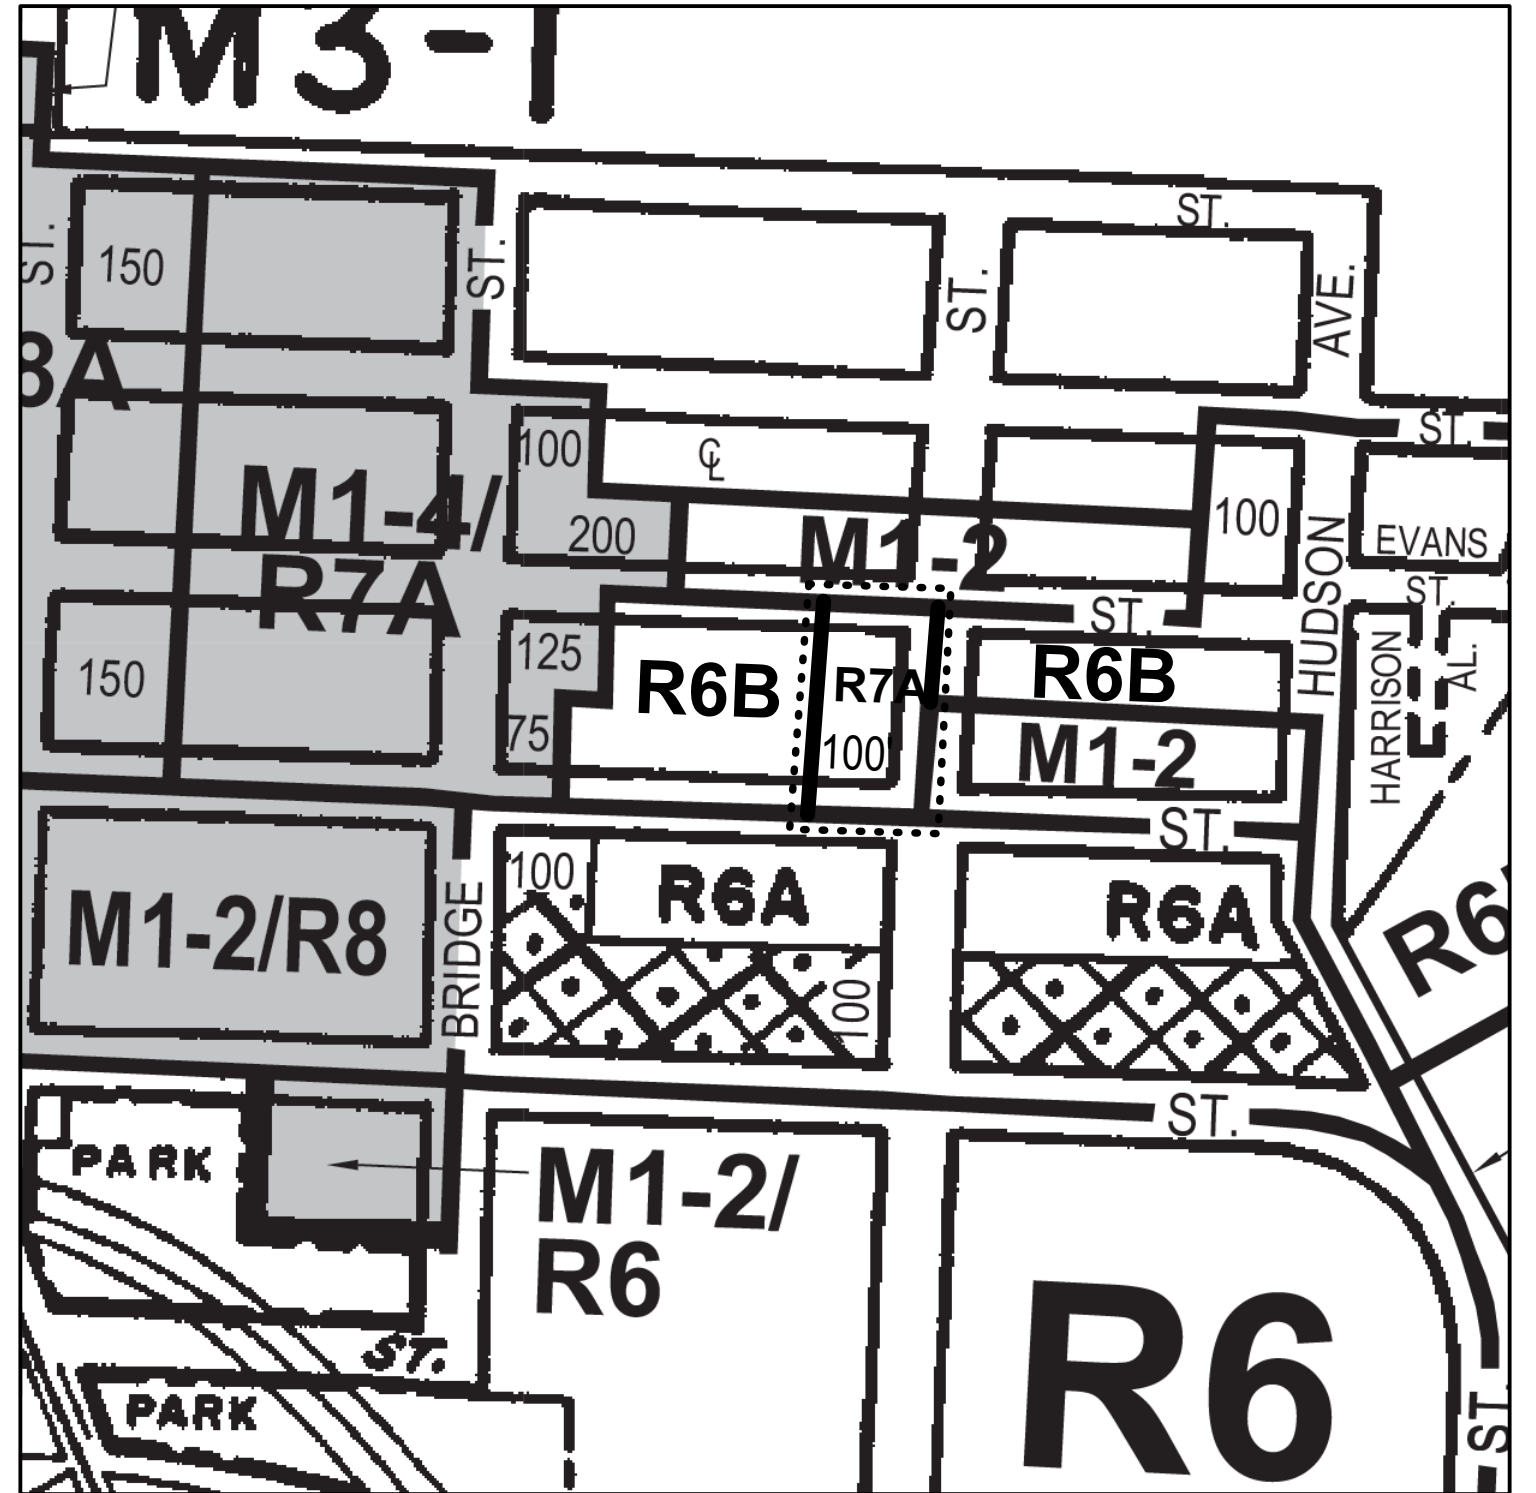 M3-1
ST.
ST.
150
ST.
ST.
AVE.
8A
ST.
100
℄
M1-4/
R7A
200
M1-2
100
EVANS
ST.
HUDSON
ST.
125
R6B
R7A
R6B
HARRISON
AL.
150
75
100'
M1-2
ST.
100
R6A
R6A
R6
M1-2/R8
BRIDGE
100
ST.
PARK
M1-2/
R6
R6
ST.
PARK
ST.